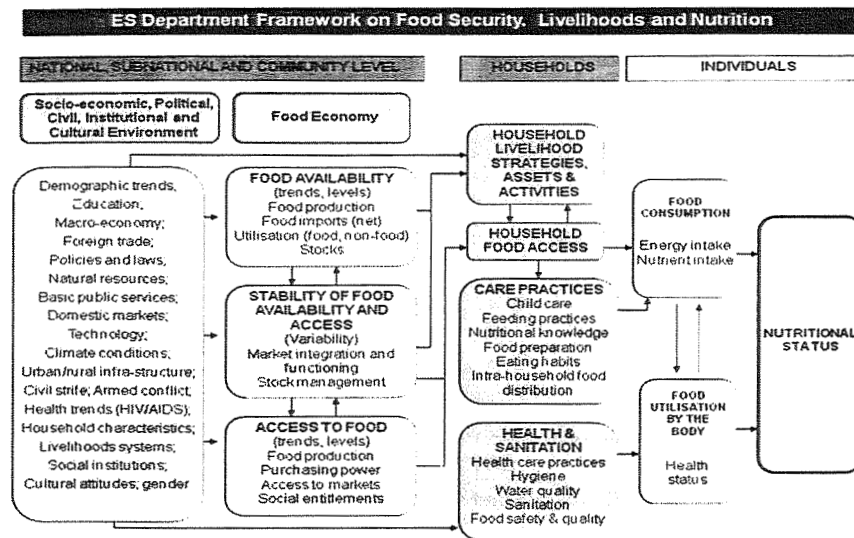 ES Department Framework on Food Security. Livelihoods and Nutrition
NATIONAL, SUBNATIONAL AND COMMUNITY LEVEL
HOUSEHOLDS
INDIVIDUALS
Socio-economic, Political,
Civil, Institutional and
Cultural Environment
Food Economy
Demographic trends;
Education;
Macro-economy;
Foreign trade;
Policies and laws,
Natural resources;
Basic public services;
Domestic markets;
Technology;
Climate conditions;
Urban/rural infra-structure;
Civil strife; Armed conflict;
Health trends (HIV/AIDS);
Household characteristics;
Livelihoods systems;
Social institutions;
Cultural attitudes; gender
FOOD AVAILABILITY
(trends, levels)
Food production
Food imports (net)
Utilisation (food, non-food)
Stocks
STABILITY OF FOOD
AVAILABILITY AND
ACCESS
(Variability)
Market integration and
functioning
Stock management
ACCESS TO FOOD
(trends, levels)
Food production
Purchasing power
Access to markets
Social entitlements
HOUSEHOLD
LIVELIHOOD
STRATEGIES,
ASSETS &
ACTIVITIES
HOUSEHOLD
FOOD ACCESS
CARE PRACTICES
Child care
Feeding practices
Nutritional knowledge
Food preparation
Eating habits
Intra-household food
distribution
HEALTH &
SANITATION
Health care practices
Hygiene
Water quality
Sanitation
Food safety & quality
FOOD
CONSUMPTION
Energy intake
Nutrient intake
FOOD
UTILISATION
BY THE
BODY
Health
status
NUTRITIONAL
STATUS